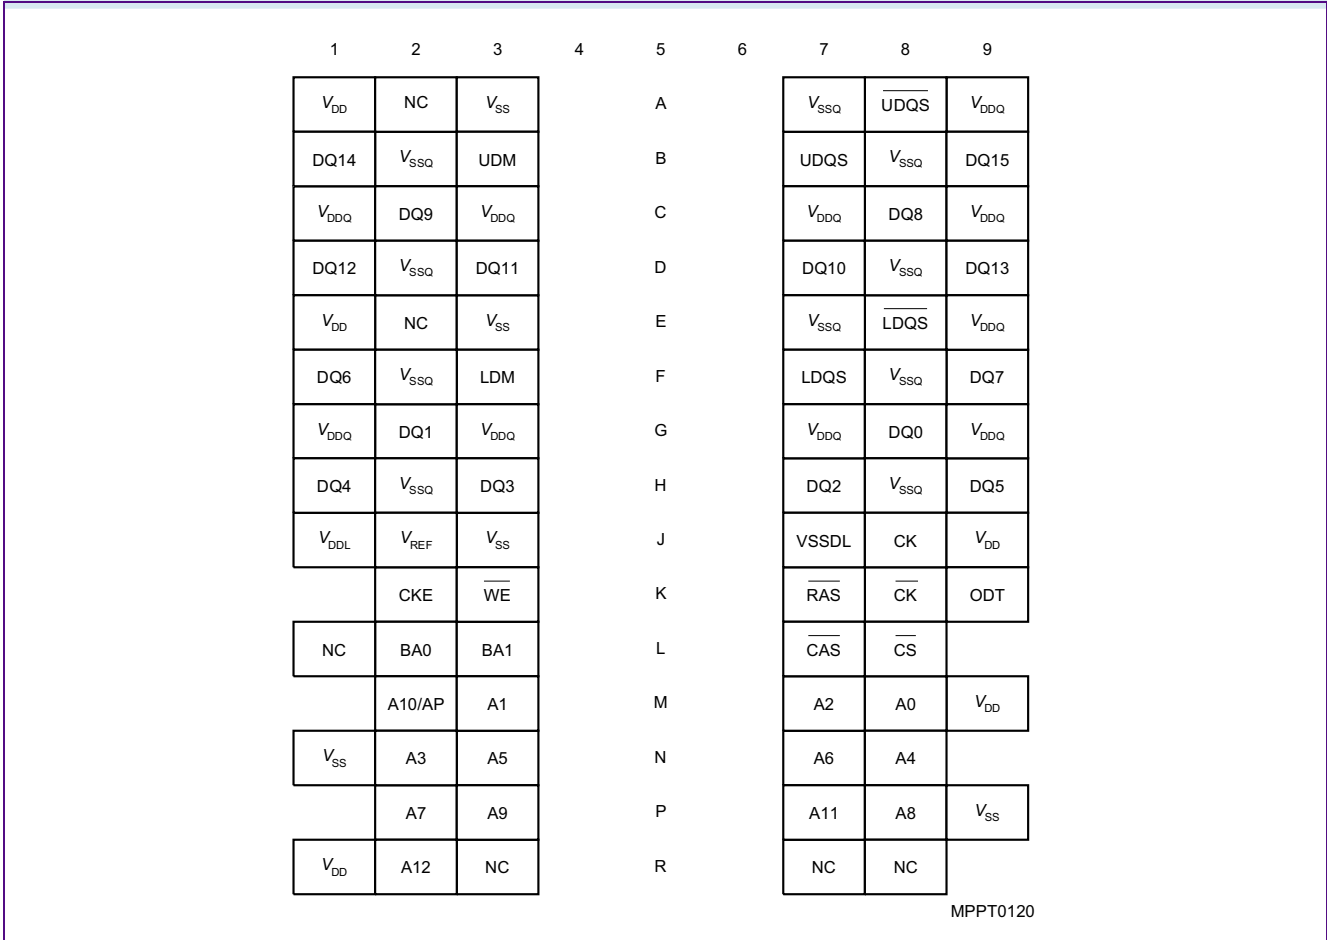 1 2 3 4 5 6 7 8 9
VDD NC VSS A VSSQ UDQS VDDQ
DQ14 VSSQ UDM B UDQS VSSQ DQ15
VDDQ DQ9 VDDQ C VDDQ DQ8 VDDQ
DQ12 VSSQ DQ11 D DQ10 VSSQ DQ13
VDD NC VSS E VSSQ LDQS VDDQ
DQ6 VSSQ LDM F LDQS VSSQ DQ7
VDDQ DQ1 VDDQ G VDDQ DQ0 VDDQ
DQ4 VSSQ DQ3 H DQ2 VSSQ DQ5
VDDL VREF VSS J VSSDL CK VDD
CKE WE K RAS CK ODT
NC BA0 BA1 L CAS CS
A10/AP A1 M A2 A0 VDD
VSS A3 A5 N A6 A4
A7 A9 P A11 A8 VSS
VDD A12 NC R NC NC
MPPT0120